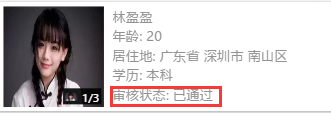 林盈盈
年龄: 20
居住地: 广东省 深圳市 南山区
学历: 本科
审核状态: 已通过
1/3